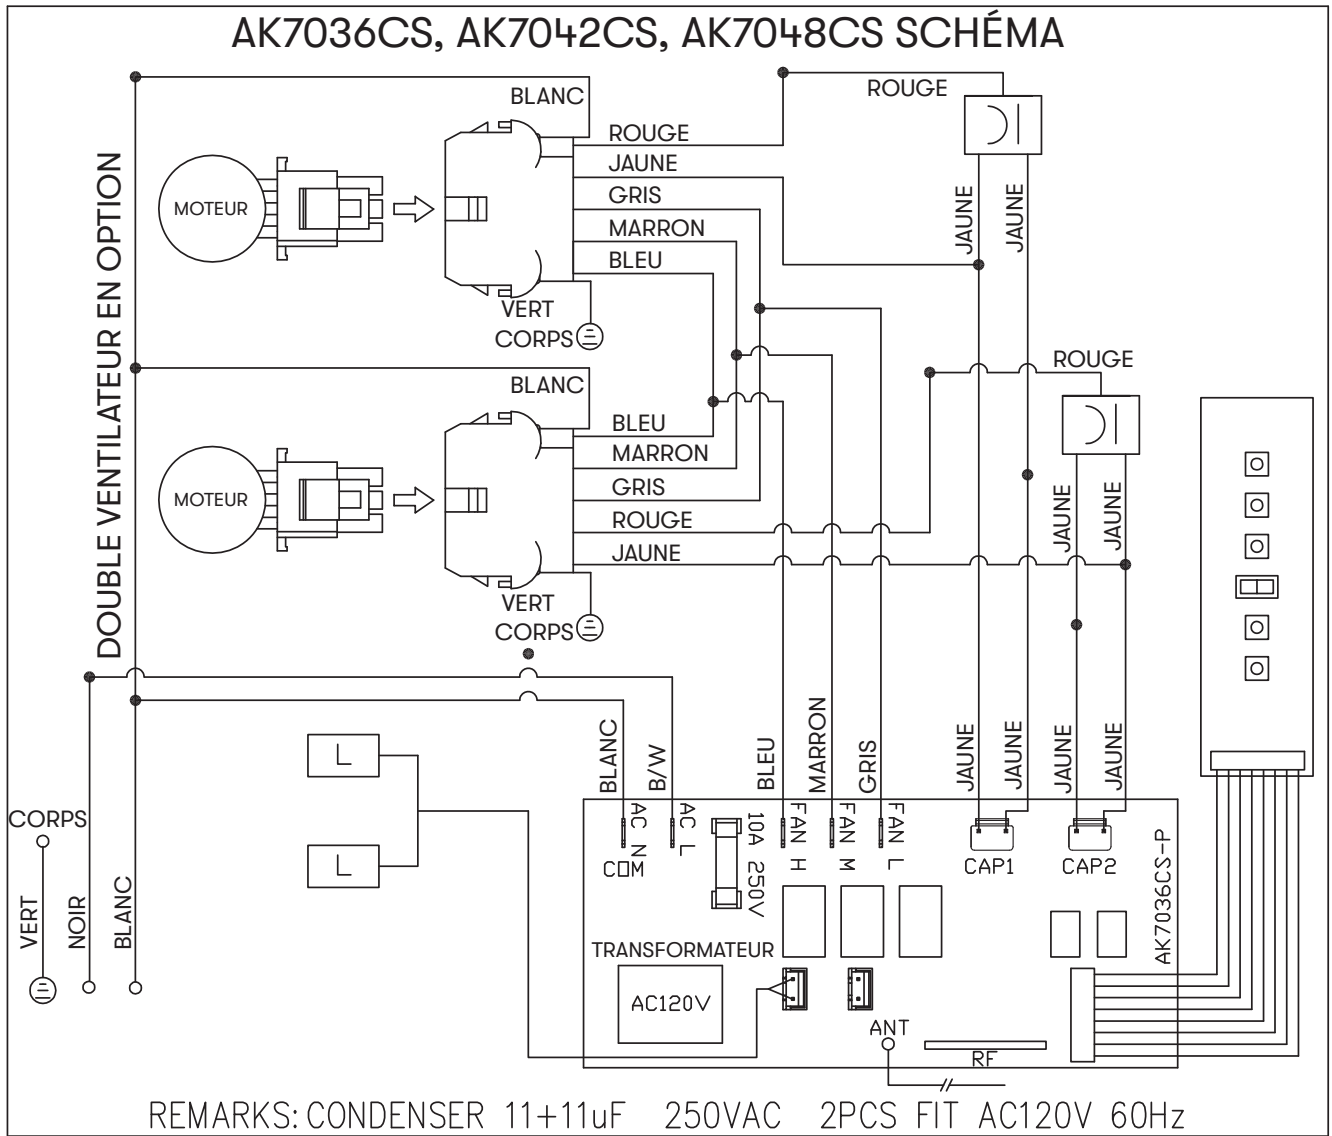 AK7036CS, AK7042CS, AK7048CS SCHÉMA
DOUBLE VENTILATEUR EN OPTION
BLANC
ROUGE
JAUNE
GRIS
MARRON
BLEU
VERT
CORPS
MOTEUR
ROUGE
JAUNE
JAUNE
BLANC
BLEU
MARRON
GRIS
ROUGE
JAUNE
VERT
CORPS
MOTEUR
ROUGE
JAUNE
JAUNE
L
L
CORPS
VERT
NOIR
BLANC
BLANC
B/W
BLEU
MARRON
GRIS
JAUNE
JAUNE
JAUNE
JAUNE
AC N
COM
AC L
10A 250V
FAN H
FAN M
FAN L
CAP1
CAP2
AK7036CS-P
TRANSFORMATEUR
AC120V
ANT
RF
REMARKS: CONDENSER 11+11uF 250VAC 2PCS FIT AC120V 60Hz